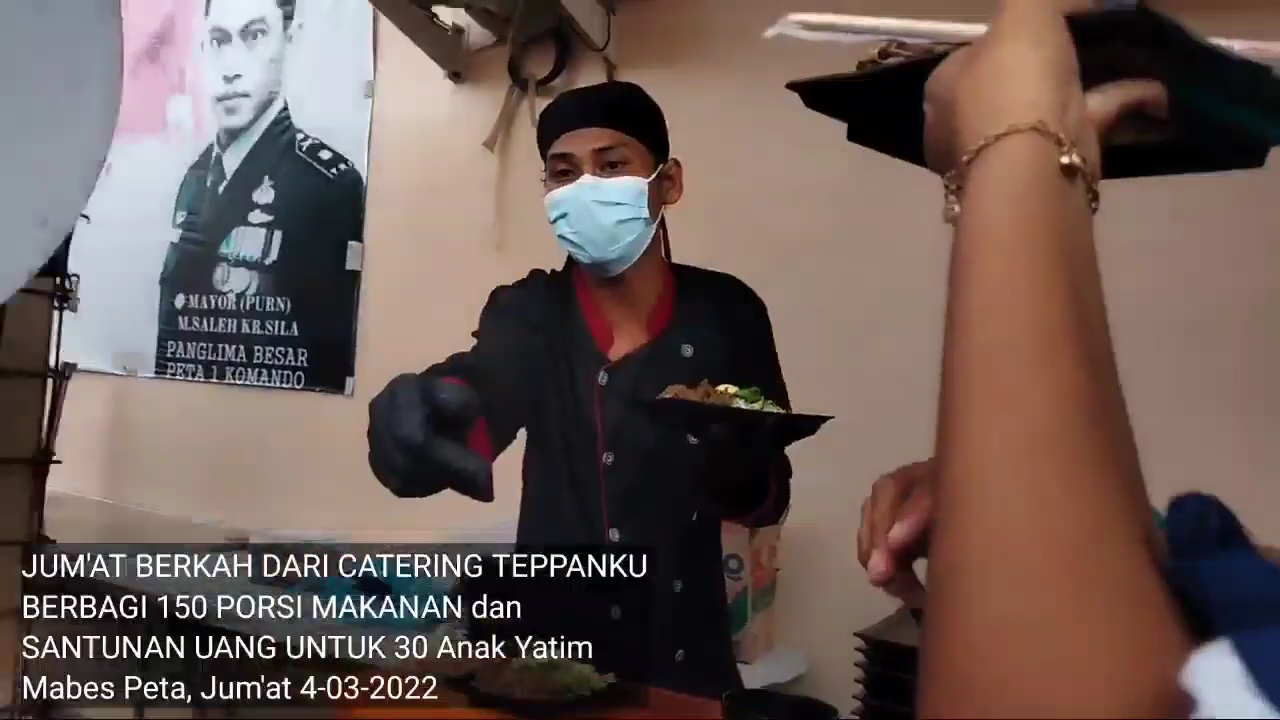 MAYOR (PURN)
M.SALEH KR.SILA
PANGLIMA BESAR
PETA 1 KOMANDO
JUM'AT BERKAH DARI CATERING TEPPANKU
BERBAGI 150 PORSI MAKANAN dan
SANTUNAN UANG UNTUK 30 Anak Yatim
Mabes Peta, Jum'at 4-03-2022